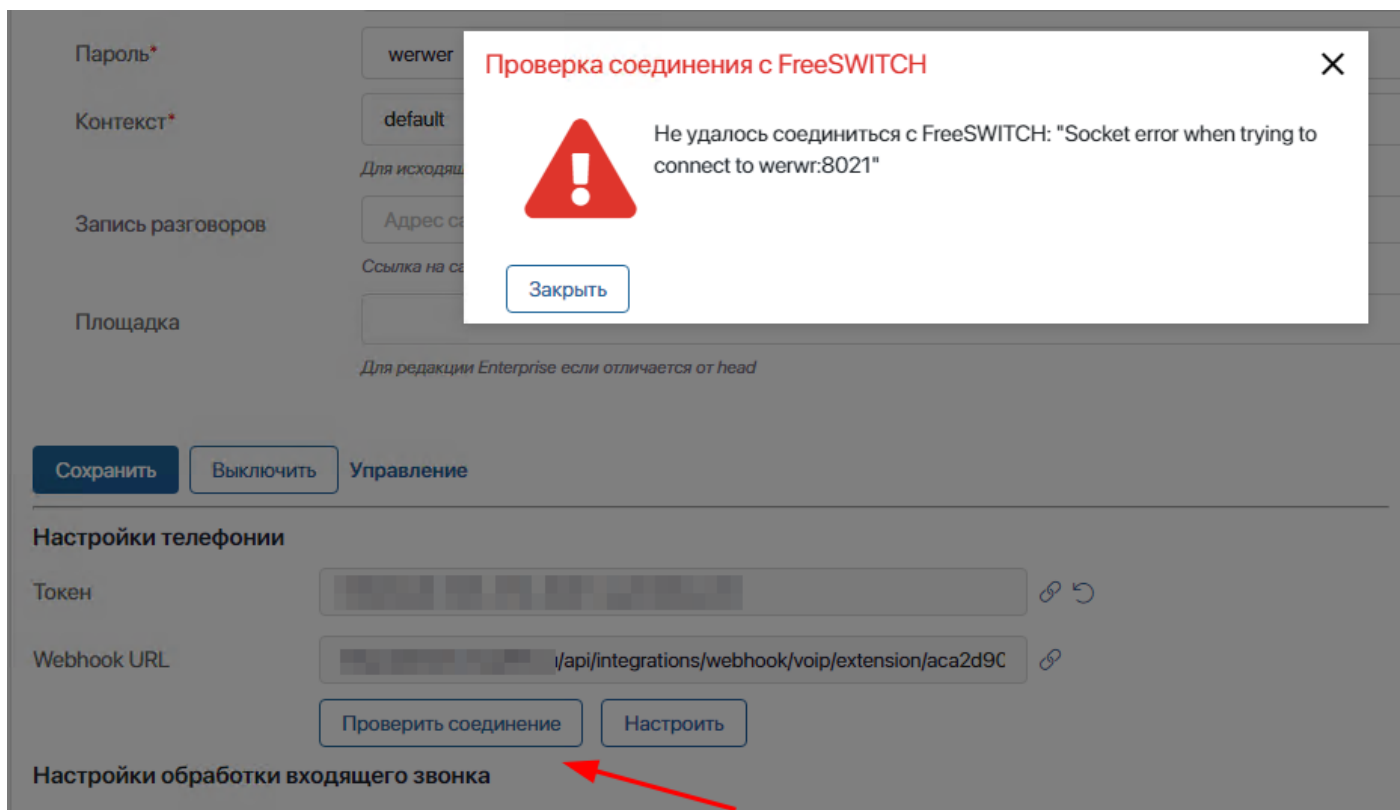 Пароль*
werwer
Проверка соединения с FreeSWITCH
Контекст*
default
Не удалось соединиться с FreeSWITCH: "Socket error when trying to
connect to werwr:8021"
Для исходящ
Запись разговоров
Адрес са
Ссылка на са
Закрыть
Площадка
Для редакции Enterprise если отличается от head
Сохранить
Выключить
Управление
Настройки телефонии
Токен
Webhook URL
/api/integrations/webhook/voip/extension/aca2d90
Проверить соединение
Настроить
Настройки обработки входящего звонка